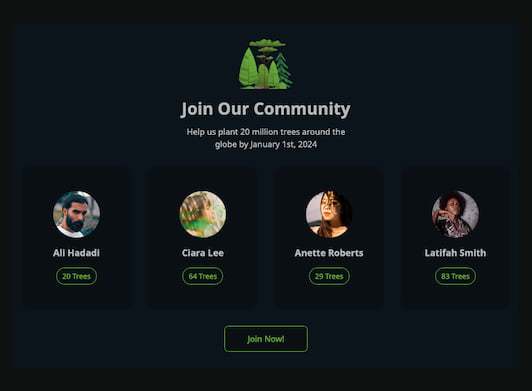 Join Our Community
Help us plant 20 million trees around the
globe by January 1st, 2024
Ali Hadadi
Ciara Lee
Anette Roberts
Latifah Smith
20 Trees
64 Trees
29 Trees
83 Trees
Join Now!